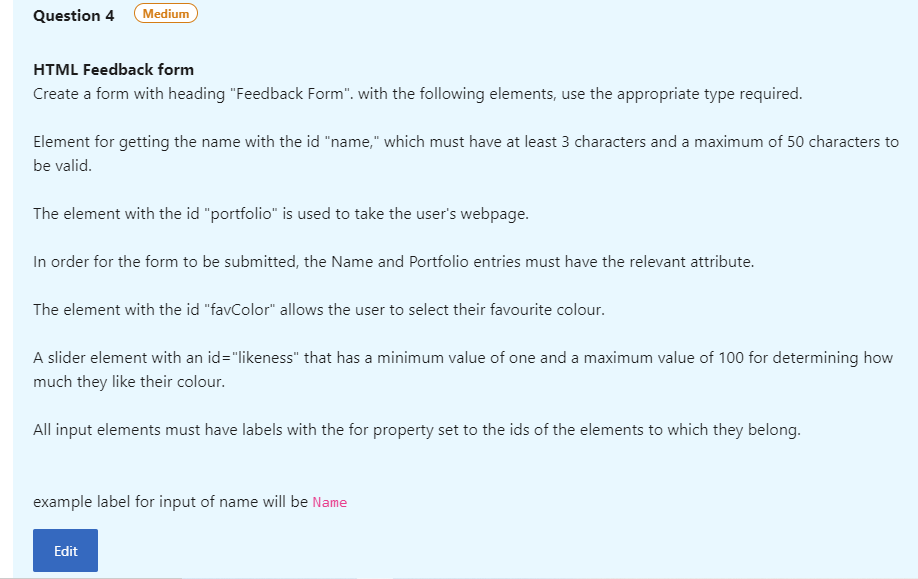 Question 4 Medium
HTML Feedback form
Create a form with heading "Feedback Form". with the following elements, use the appropriate type required.
Element for getting the name with the id "name," which must have at least 3 characters and a maximum of 50 characters to
be valid.
The element with the id "portfolio" is used to take the user's webpage.
In order for the form to be submitted, the Name and Portfolio entries must have the relevant attribute.
The element with the id "favColor" allows the user to select their favourite colour.
A slider element with an id="likeness" that has a minimum value of one and a maximum value of 100 for determining how
much they like their colour.
All input elements must have labels with the for property set to the ids of the elements to which they belong.
example label for input of name will be Name
Edit